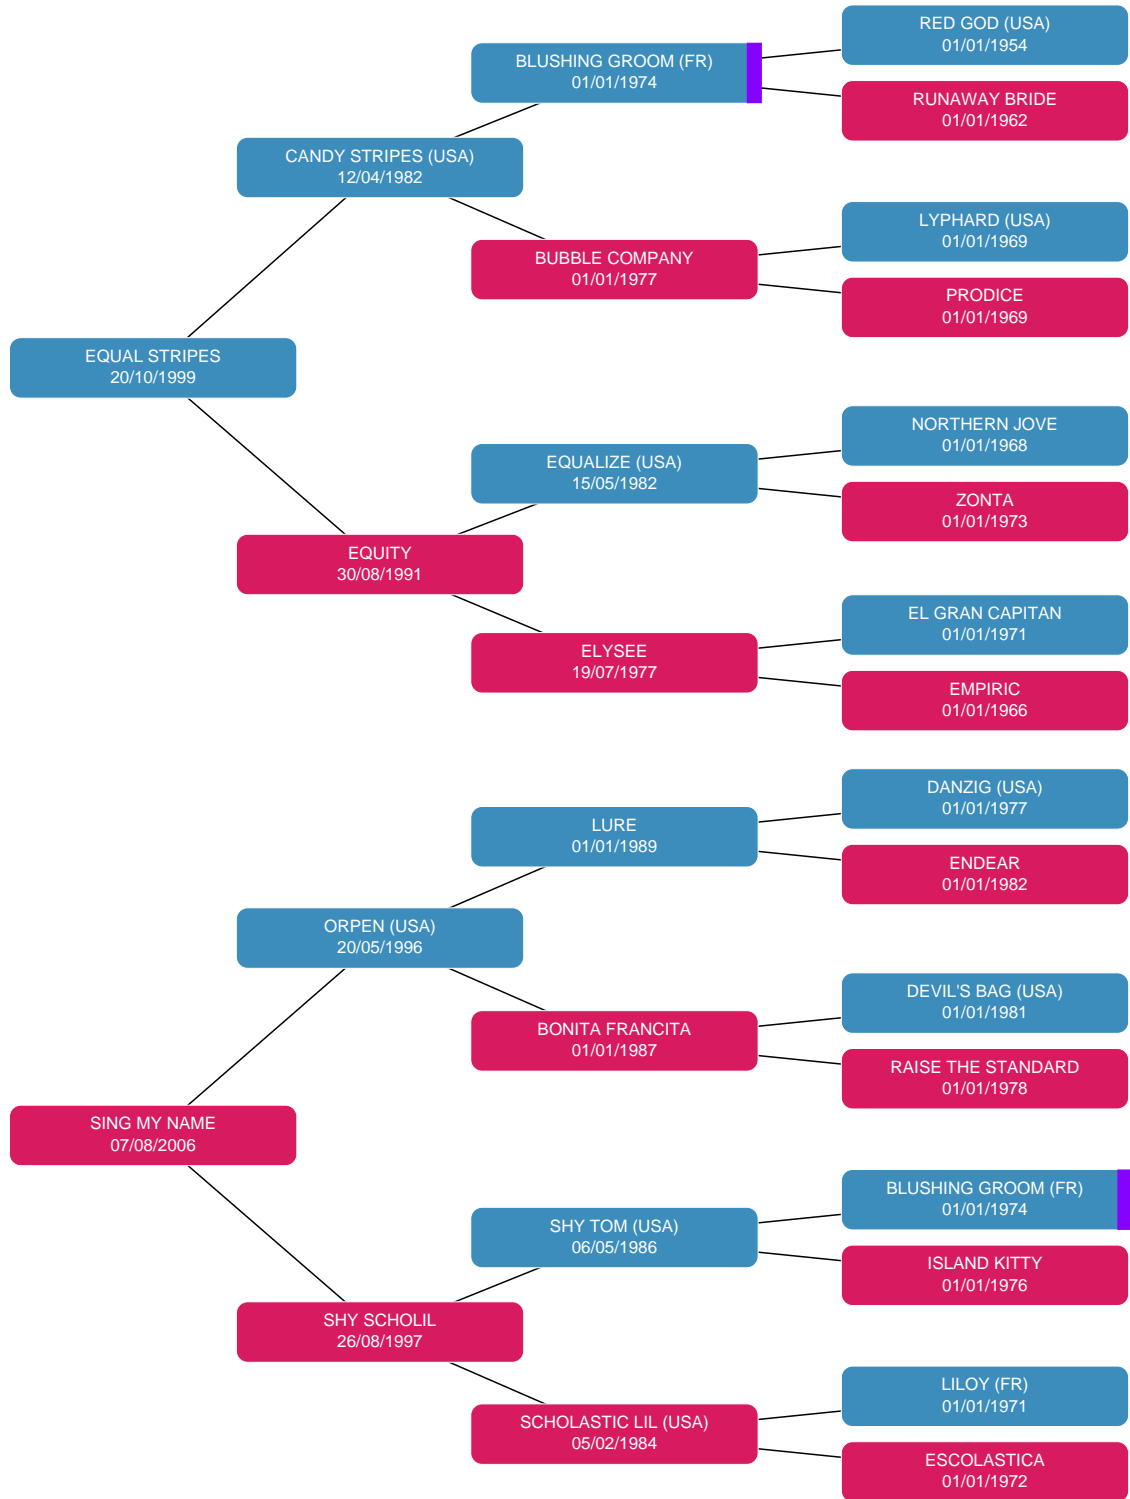 RED GOD (USA)
01/01/1954
BLUSHING GROOM (FR)
01/01/1974
RUNAWAY BRIDE
01/01/1962
CANDY STRIPES (USA)
12/04/1982
LYPHARD (USA)
01/01/1969
BUBBLE COMPANY
01/01/1977
PRODICE
01/01/1969
EQUAL STRIPES
20/10/1999
NORTHERN JOVE
01/01/1968
EQUALIZE (USA)
15/05/1982
ZONTA
01/01/1973
EQUITY
30/08/1991
EL GRAN CAPITAN
01/01/1971
ELYSEE
19/07/1977
EMPIRIC
01/01/1966
DANZIG (USA)
01/01/1977
LURE
01/01/1989
ENDEAR
01/01/1982
ORPEN (USA)
20/05/1996
DEVIL'S BAG (USA)
01/01/1981
BONITA FRANCITA
01/01/1987
RAISE THE STANDARD
01/01/1978
SING MY NAME
07/08/2006
BLUSHING GROOM (FR)
01/01/1974
SHY TOM (USA)
06/05/1986
ISLAND KITTY
01/01/1976
SHY SCHOLIL
26/08/1997
LILOY (FR)
01/01/1971
SCHOLASTIC LIL (USA)
05/02/1984
ESCOLASTICA
01/01/1972